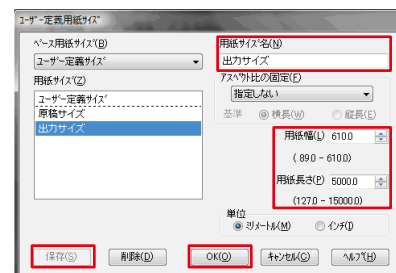 ユーザー定義用紙サイズ
ベース用紙サイズ(B)
ユーザー定義サイズ
用紙サイズ(Z)
ユーザー定義サイズ
原稿サイズ
出力サイズ
用紙サイズ名(N)
出力サイズ
アスペクト比の固定(F)
指定しない
基準 横長(W) 縦長(E)
用紙幅(L) 610.0
( 89.0 - 610.0)
用紙長さ(P) 5000.0
(127.0 - 15000.0)
単位
ミリメートル(M) インチ(I)
保存(S) 削除(D) OK(O) キャンセル(C) ヘルプ(H)